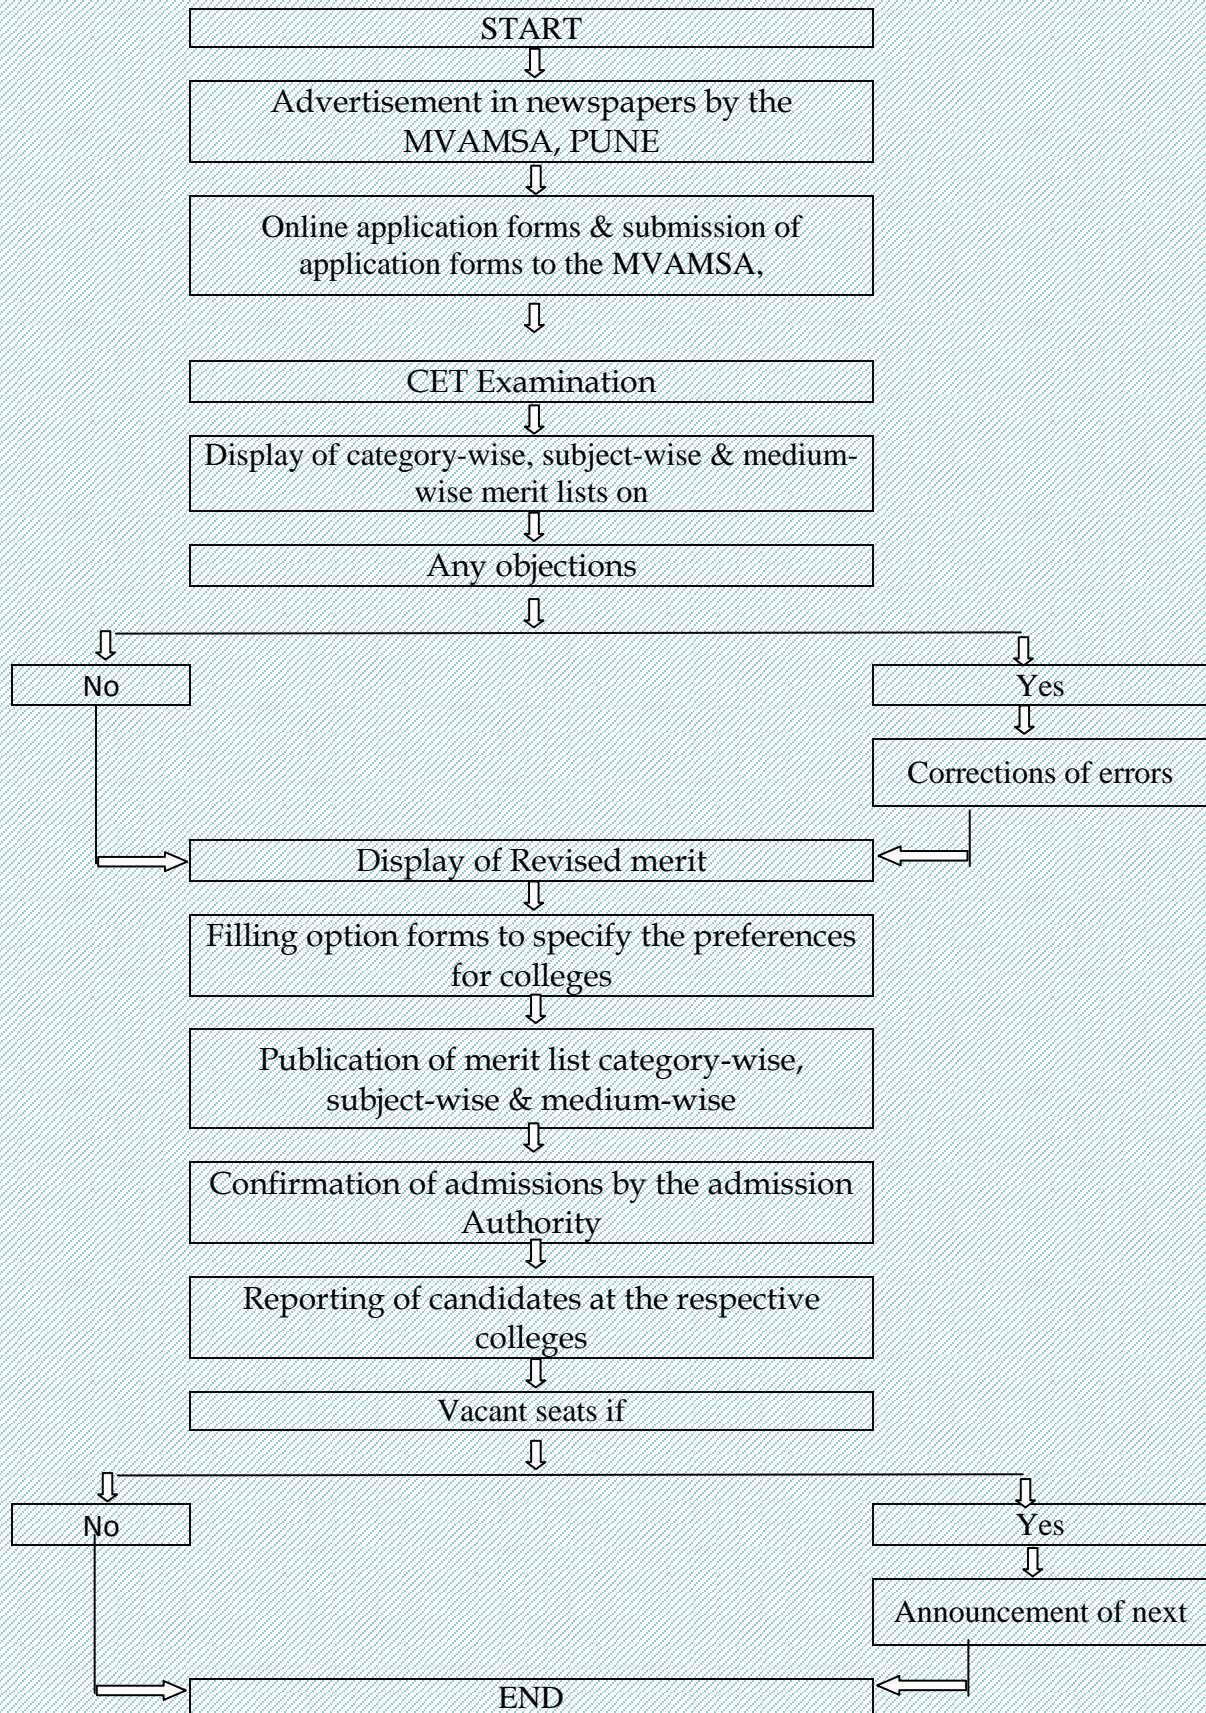 START
Advertisement in newspapers by the
MVAMSA, PUNE
Online application forms & submission of
application forms to the MVAMSA,
CET Examination
Display of category-wise, subject-wise & medium-
wise merit lists on
Any objections
No
Yes
Corrections of errors
Display of Revised merit
Filling option forms to specify the preferences
for colleges
Publication of merit list category-wise,
subject-wise & medium-wise
Confirmation of admissions by the admission
Authority
Reporting of candidates at the respective
colleges
Vacant seats if
No
Yes
Announcement of next
END